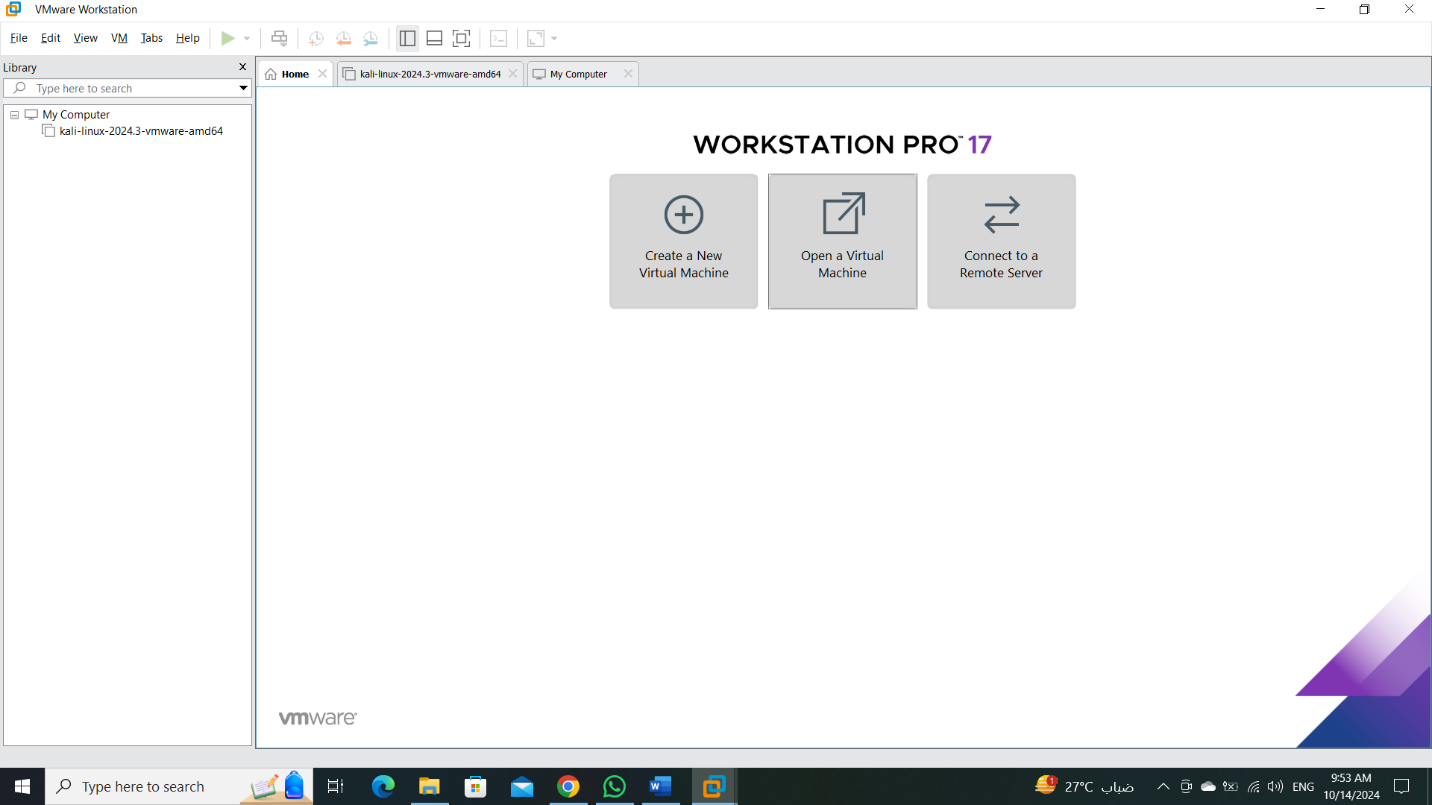 VMware Workstation
File Edit View VM Tabs Help
Library
Type here to search
My Computer
kali-linux-2024.3-vmware-amd64
Home
kali-linux-2024.3-vmware-amd64
My Computer
WORKSTATION PRO™ 17
Create a New
Virtual Machine
Open a Virtual
Machine
Connect to a
Remote Server
vmware®
Type here to search
1
27°C ضباب
ENG
9:53 AM
10/14/2024